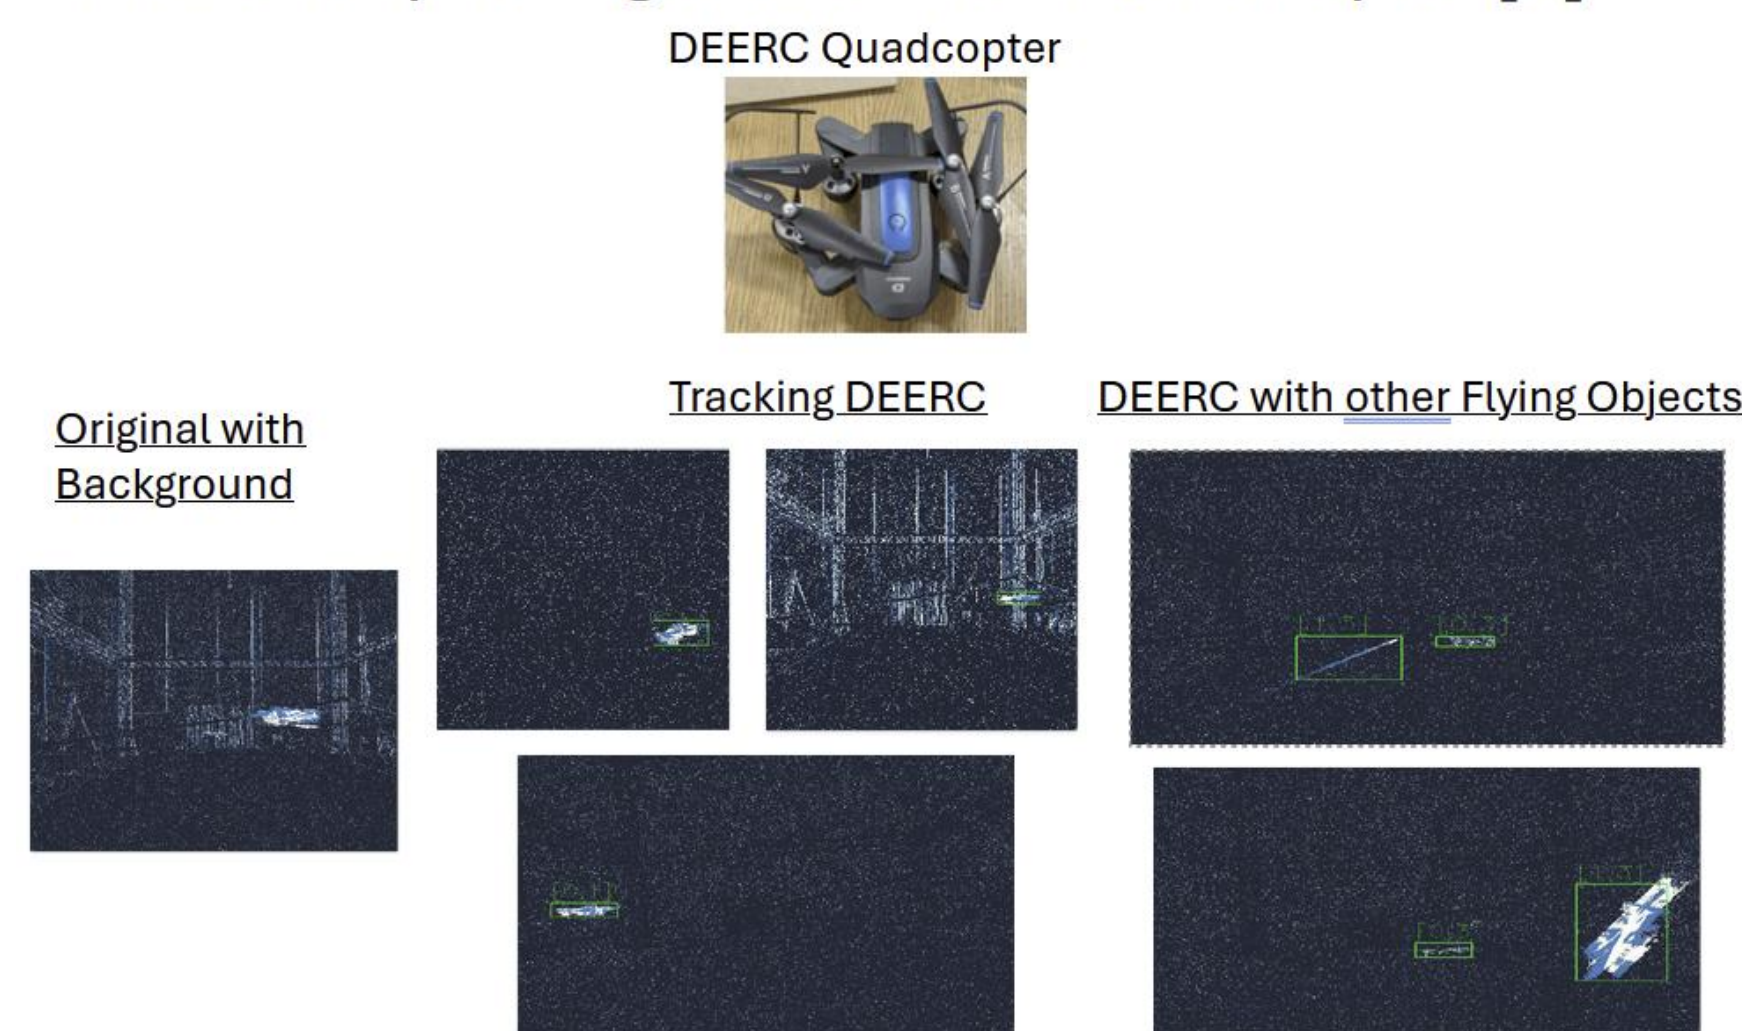 DEERC Quadcopter
Original with
Background
Tracking DEERC
DEERC with other Flying Objects